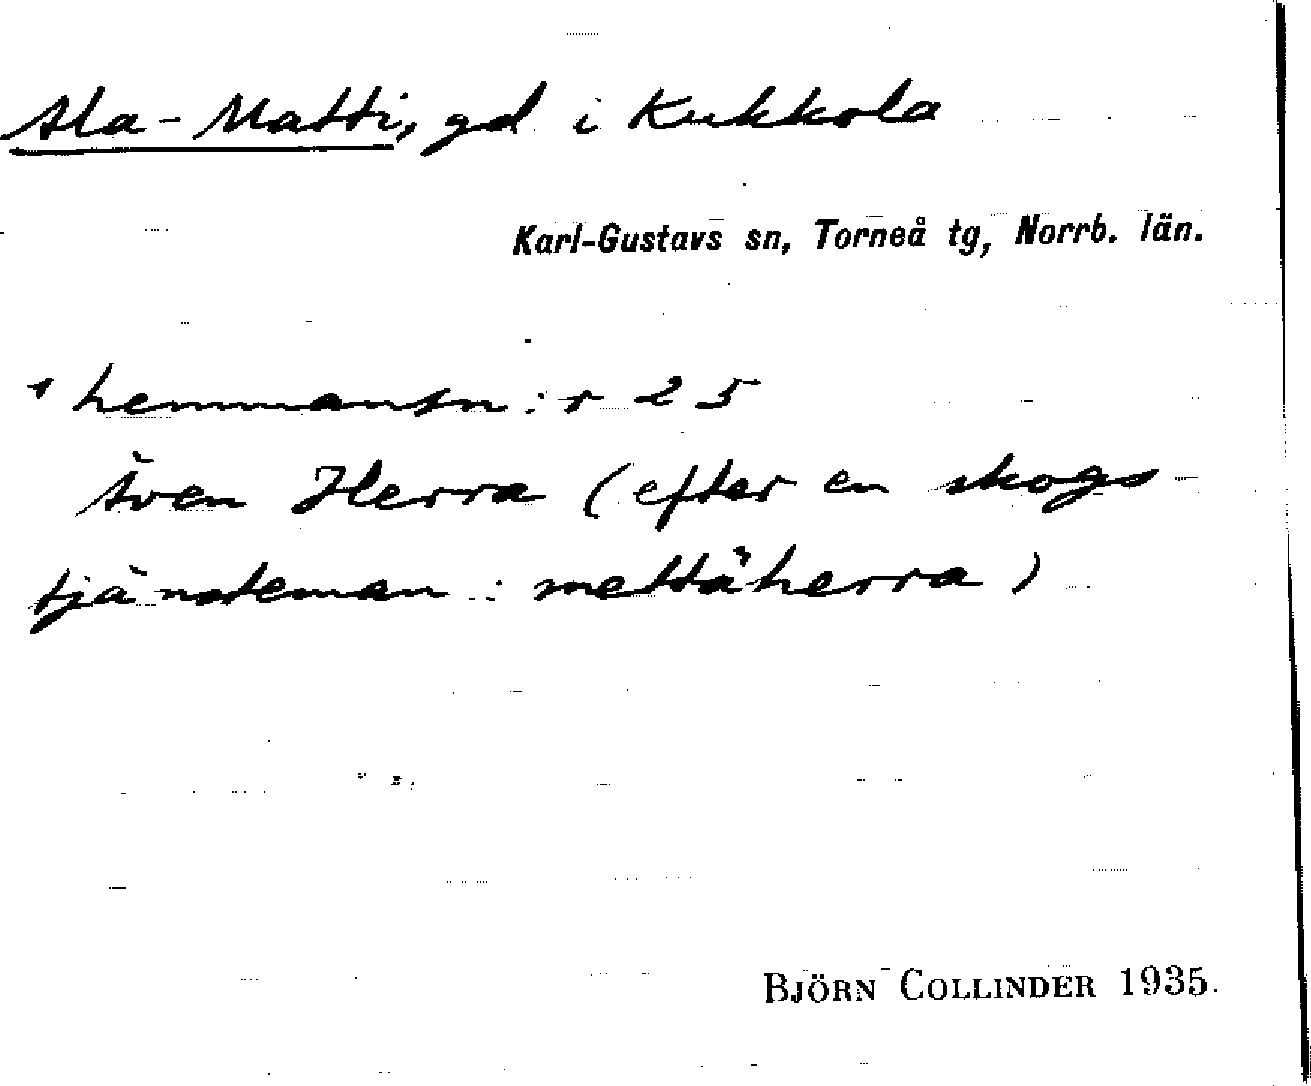 Ala-Matti, gd i Kukkola
Karl-Gustavs sn, Torneå tg, Norrb. län.
hemmansn:r 25
Även Herra (efter en skogs-
tjänsteman: mettäherra)
BJÖRN COLLINDER 1935.